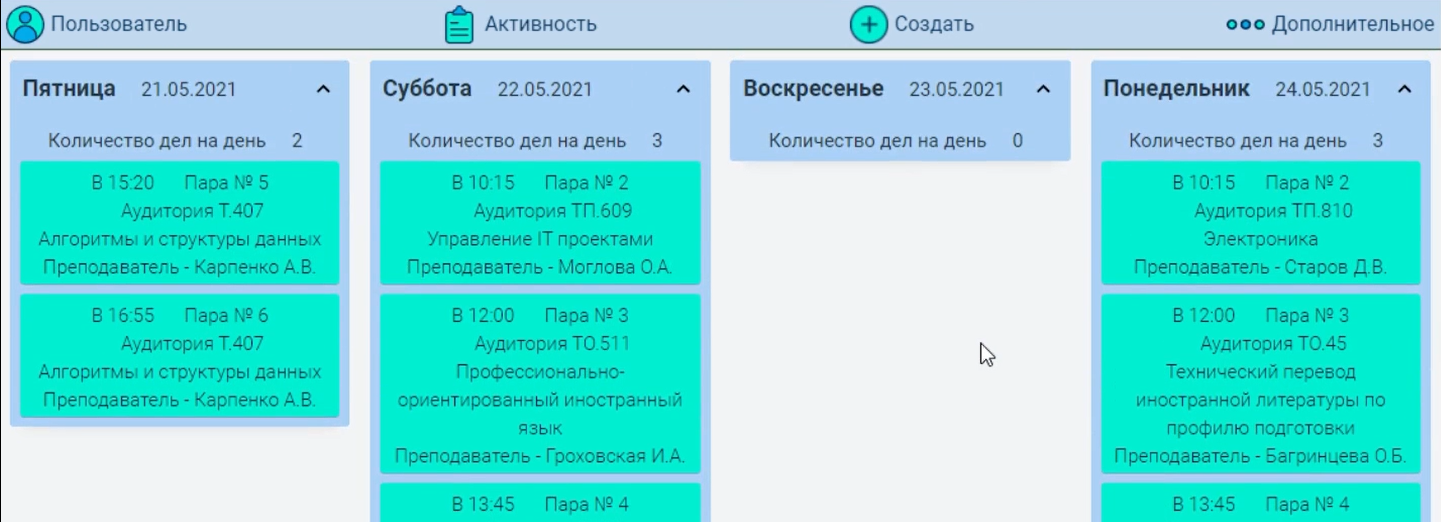 Пользователь
Активность
Создать
Дополнительное
Пятница 21.05.2021
Количество дел на день 2
В 15:20 Пара № 5
Аудитория Т.407
Алгоритмы и структуры данных
Преподаватель - Карпенко А.В.
В 16:55 Пара № 6
Аудитория Т.407
Алгоритмы и структуры данных
Преподаватель - Карпенко А.В.
Суббота 22.05.2021
Количество дел на день 3
В 10:15 Пара № 2
Аудитория ТП.609
Управление IT проектами
Преподаватель - Моглова О.А.
В 12:00 Пара № 3
Аудитория ТО.511
Профессионально-
ориентированный иностранный
язык
Преподаватель - Гроховская И.А.
В 13:45 Пара № 4
Воскресенье 23.05.2021
Количество дел на день 0
Понедельник 24.05.2021
Количество дел на день 3
В 10:15 Пара № 2
Аудитория ТП.810
Электроника
Преподаватель - Старов Д.В.
В 12:00 Пара № 3
Аудитория ТО.45
Технический перевод
иностранной литературы по
профилю подготовки
Преподаватель - Багринцева О.Б.
В 13:45 Пара № 4